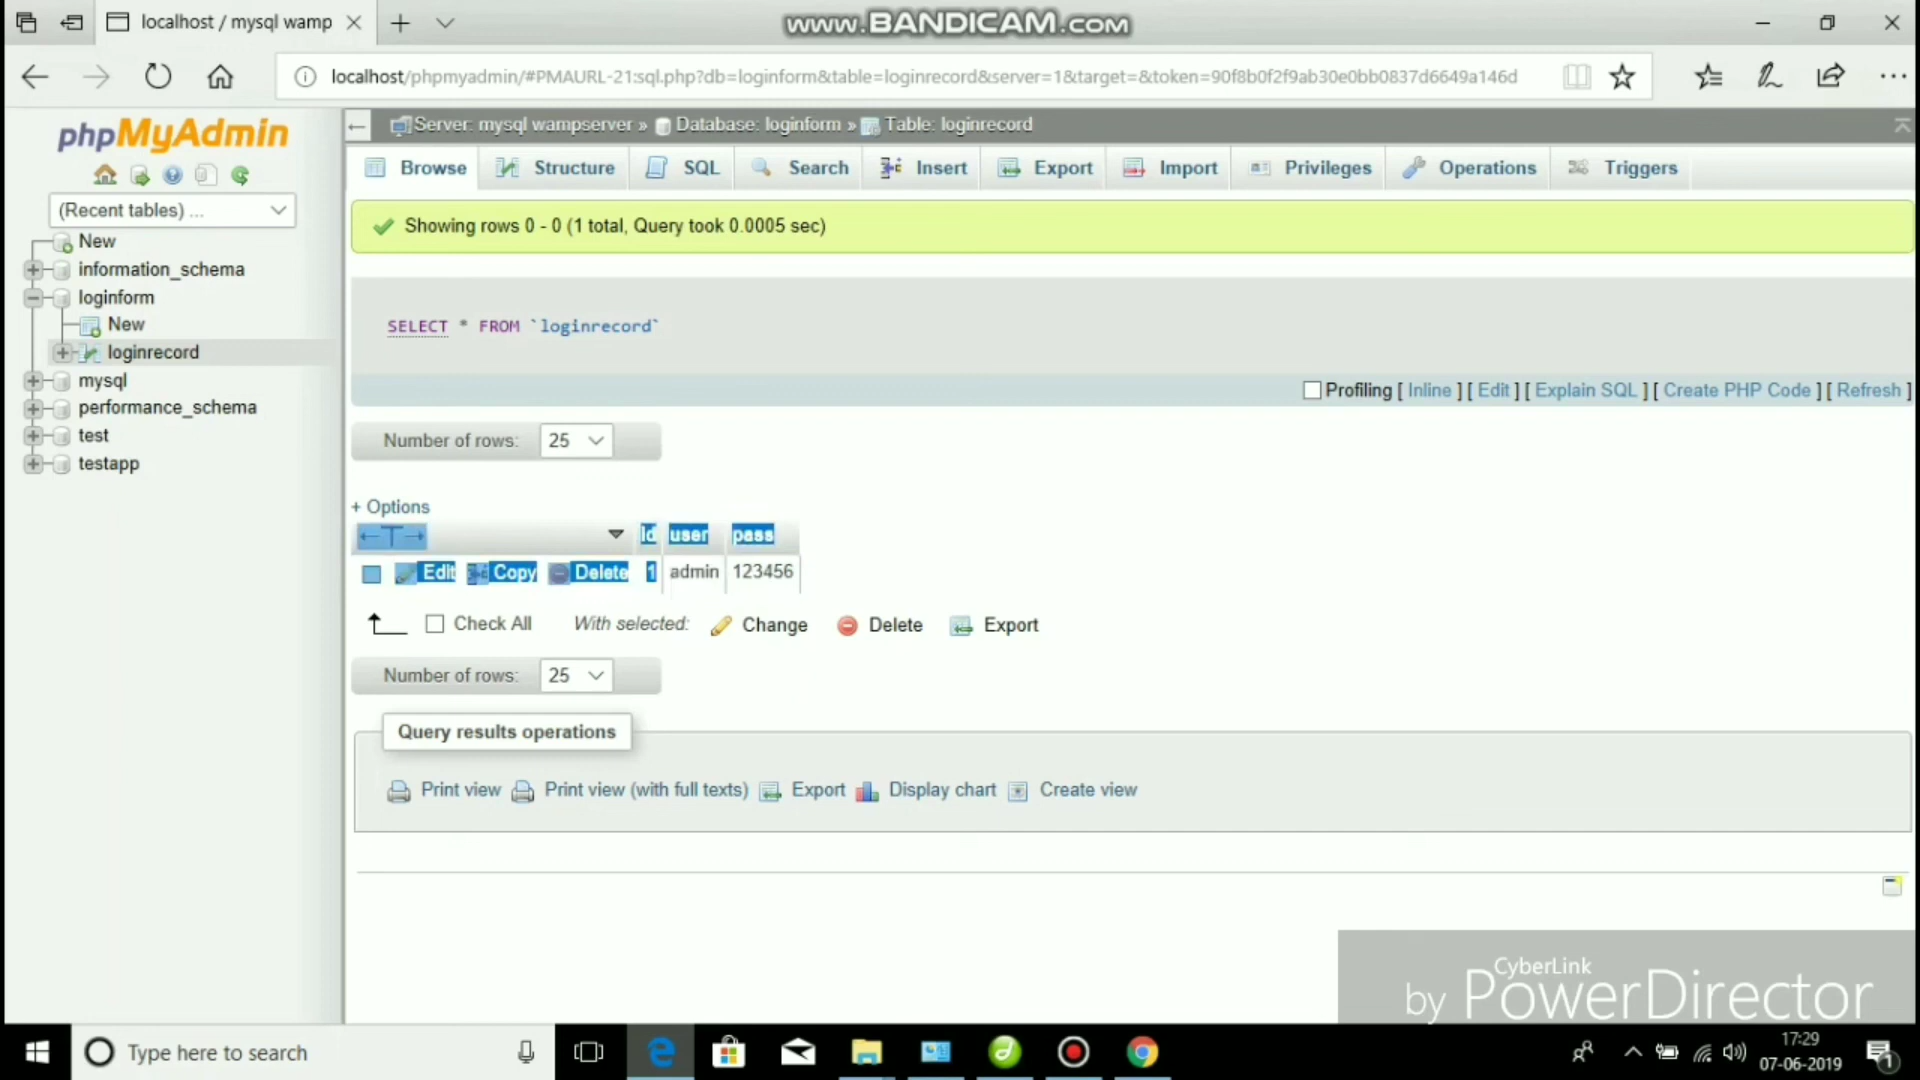 localhost / mysql wamp
www.BANDICAM.com
localhost/phpmyadmin/#PMAURL-21:sql.php?db=loginform&table=loginrecord&server=1&target=&token=90f8b0f2f9ab30e0bb0837d6649a146d
phpMyAdmin
(Recent tables) ...
New
information_schema
loginform
New
loginrecord
mysql
performance_schema
test
testapp
Server: mysql wampserver » Database: loginform » Table: loginrecord
Browse Structure SQL Search Insert Export Import Privileges Operations Triggers
Showing rows 0 - 0 (1 total, Query took 0.0005 sec)
SELECT * FROM `loginrecord`
Profiling [ Inline ] [ Edit ] [ Explain SQL ] [ Create PHP Code ] [ Refresh ]
Number of rows: 25
+ Options
←T→ Id user pass
Edit Copy Delete 1 admin 123456
Check All With selected: Change Delete Export
Number of rows: 25
Query results operations
Print view Print view (with full texts) Export Display chart Create view
CyberLink
by PowerDirector
Type here to search
17:29
07-06-2019
1